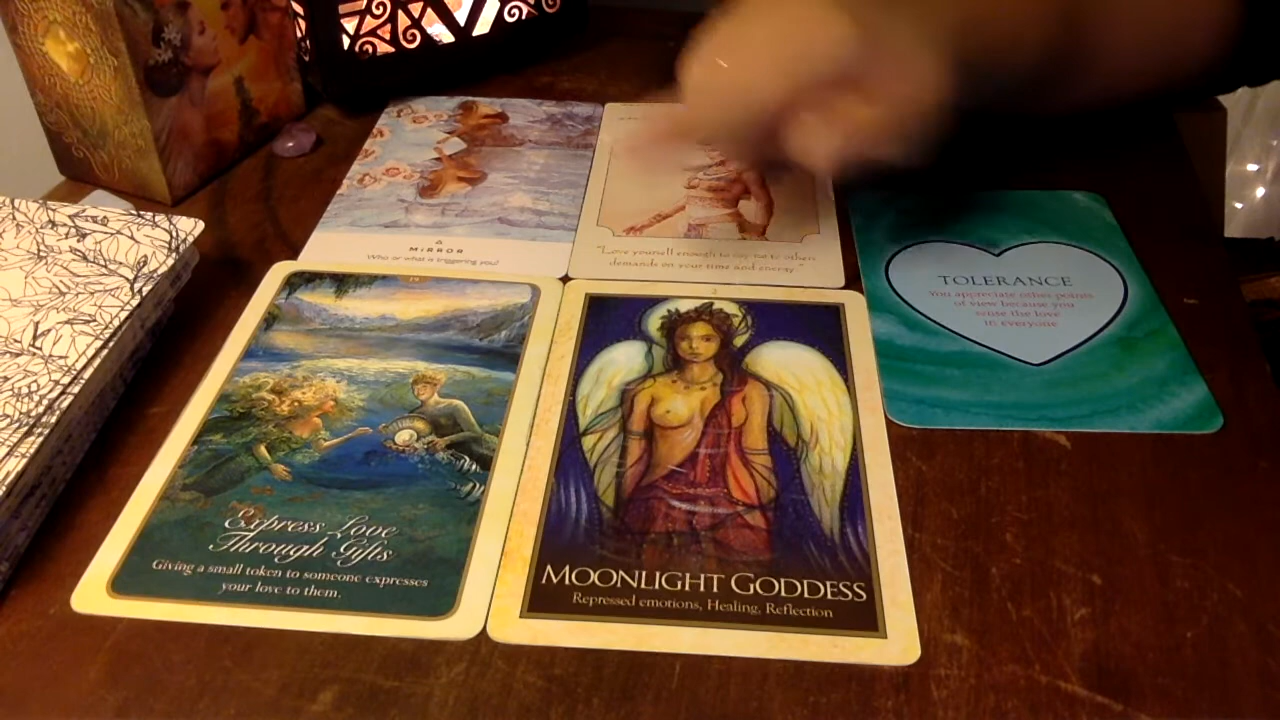 MIRROR
Who or what is triggering you?
"Love yourself enough to say no to others'
demands on your time and energy."
TOLERANCE
You appreciate other points
of view because you
sense the love
in everyone
Express Love
Through Gifts
Giving a small token to someone expresses
your love to them.
2
MOONLIGHT GODDESS
Repressed emotions, Healing, Reflection